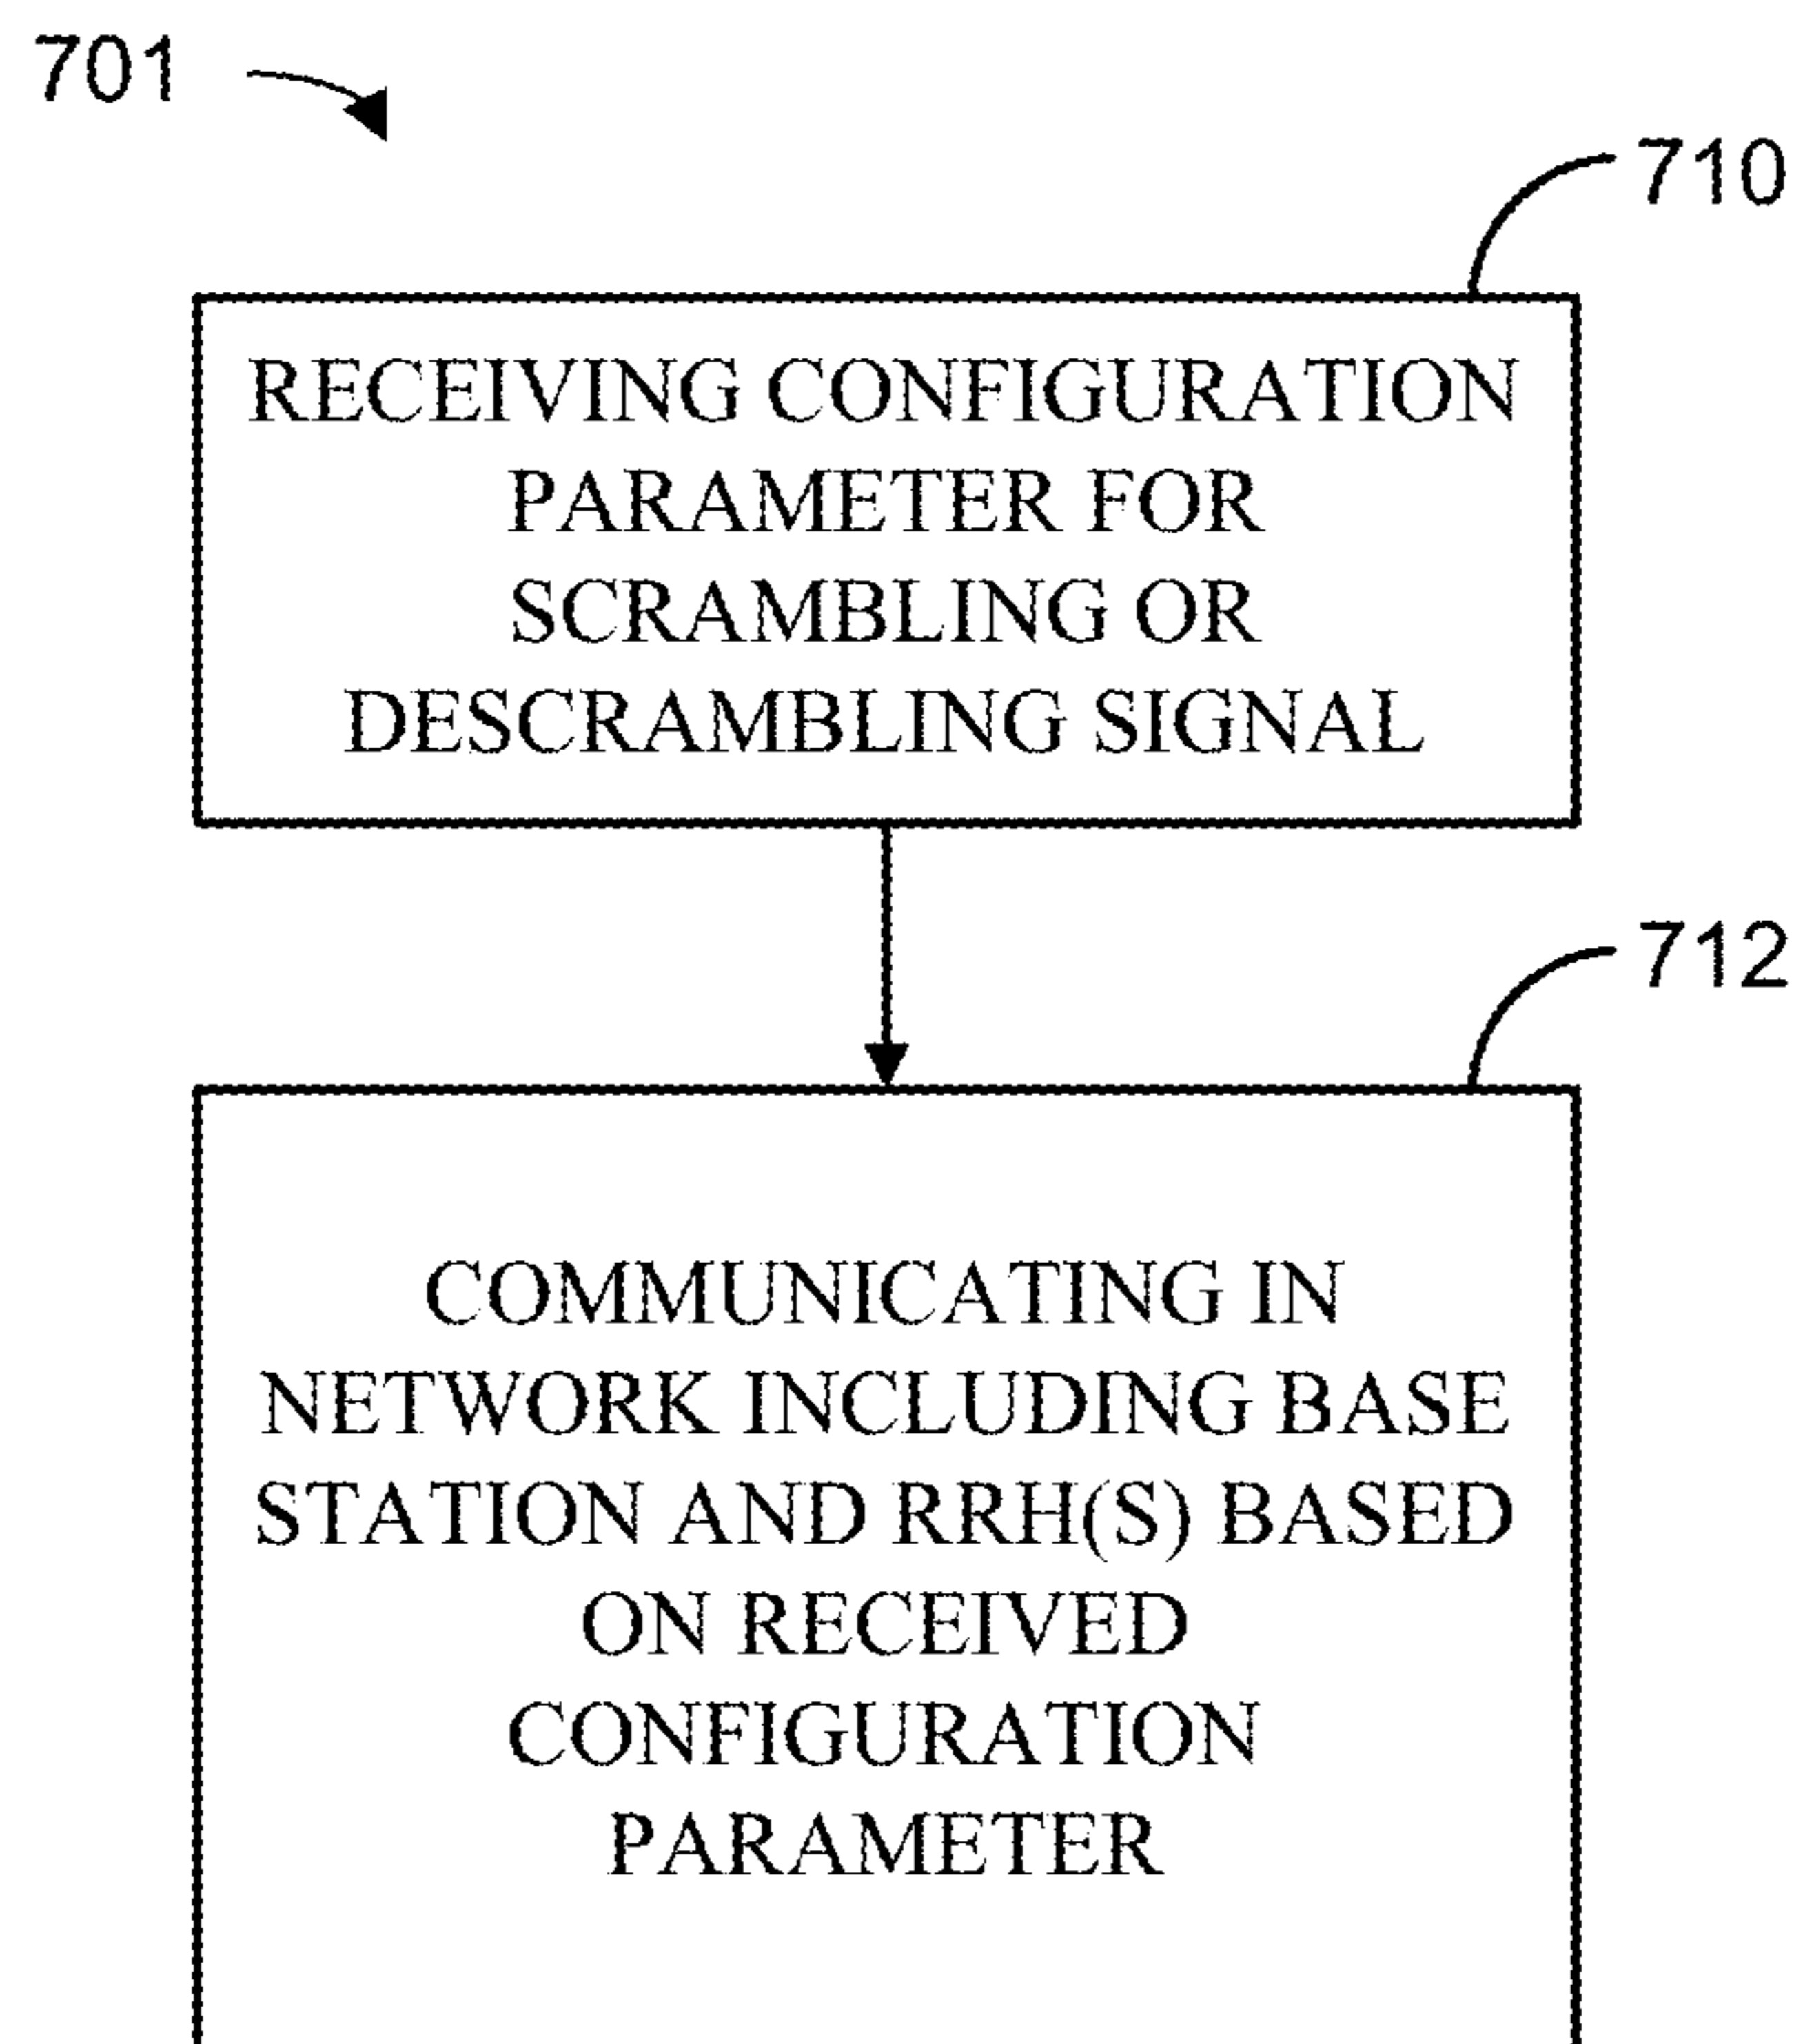 701
710
RECEIVING CONFIGURATION
PARAMETER FOR
SCRAMBLING OR
DESCRAMBLING SIGNAL
712
COMMUNICATING IN
NETWORK INCLUDING BASE
STATION AND RRH(S) BASED
ON RECEIVED
CONFIGURATION
PARAMETER